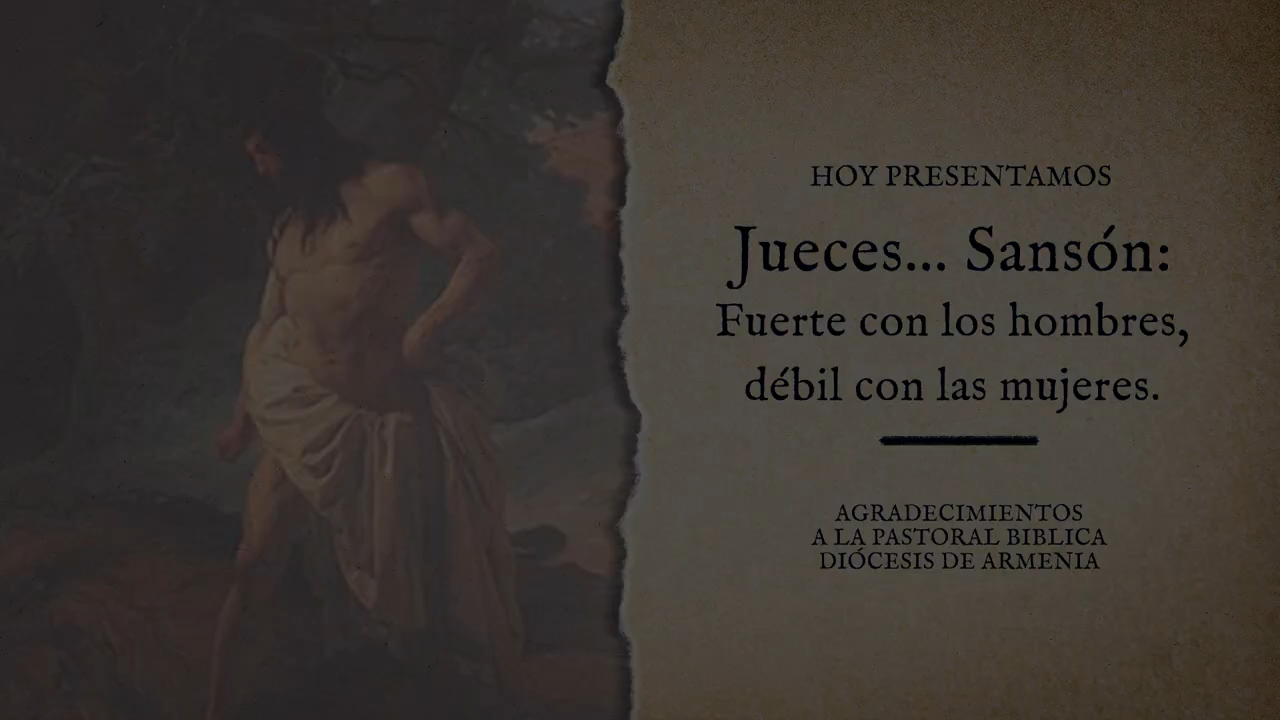 HOY PRESENTAMOS
Jueces... Sansón:
Fuerte con los hombres,
débil con las mujeres.
AGRADECIMIENTOS
A LA PASTORAL BIBLICA
DIÓCESIS DE ARMENIA